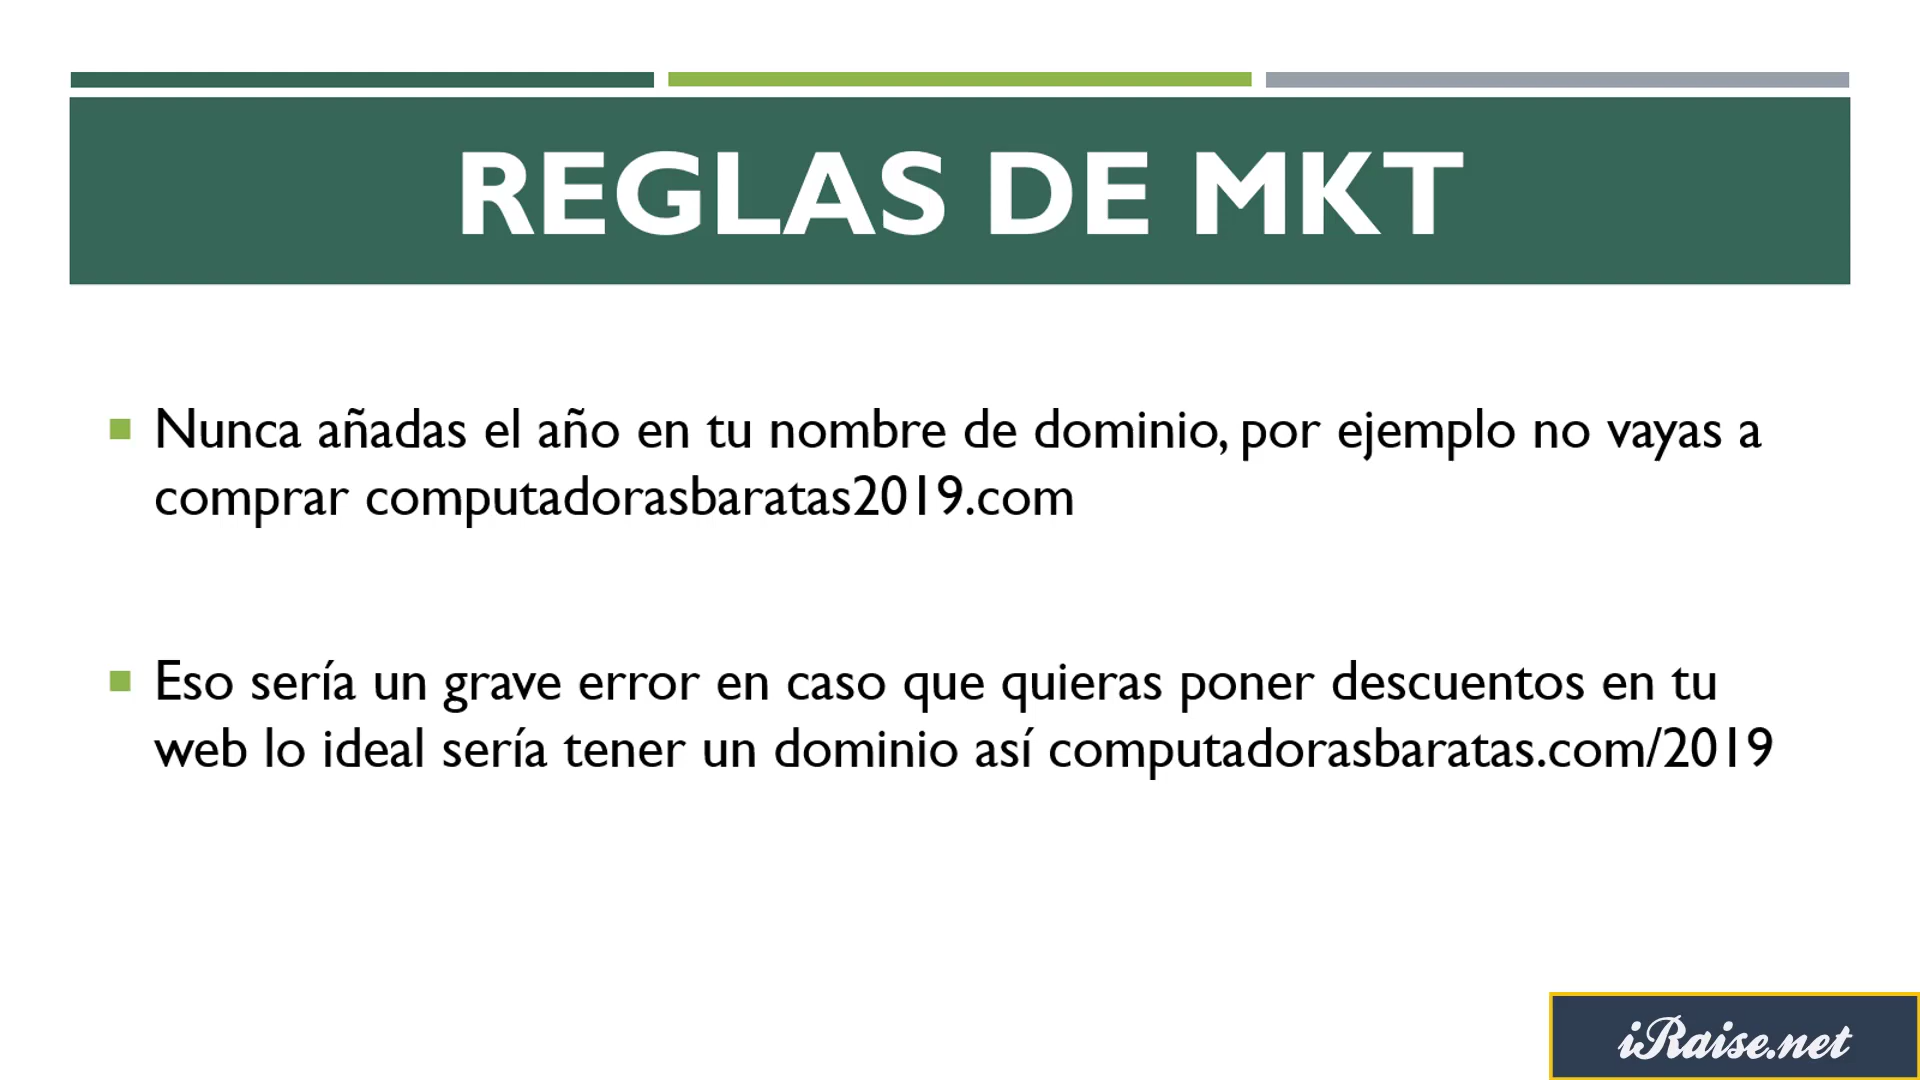 REGLAS DE MKT
Nunca añadas el año en tu nombre de dominio, por ejemplo no vayas a
comprar computadorasbaratas2019.com
Eso sería un grave error en caso que quieras poner descuentos en tu
web lo ideal sería tener un dominio así computadorasbaratas.com/2019
iRaise.net